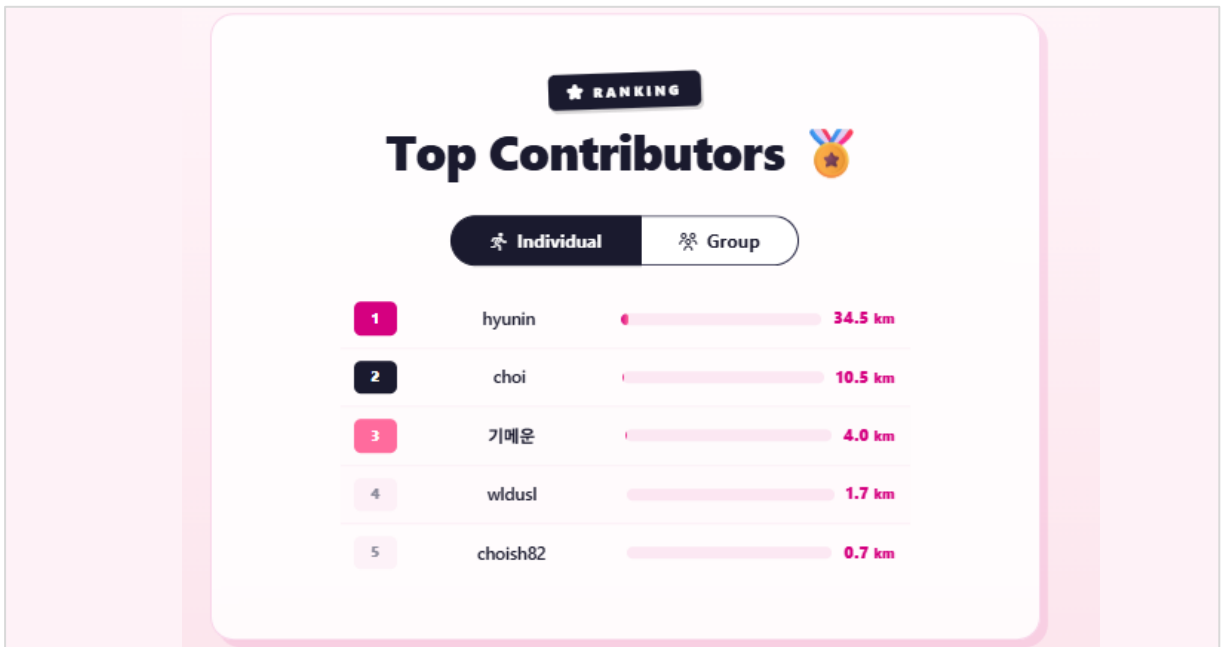 RANKING
Top Contributors
Individual
Group
1 hyunin 34.5 km
2 choi 10.5 km
3 기메운 4.0 km
4 wldusl 1.7 km
5 choish82 0.7 km